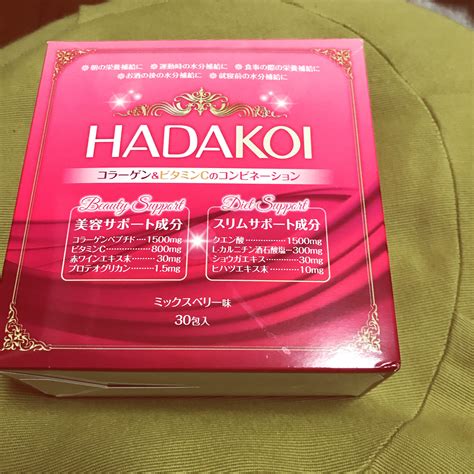 朝の栄養補給に 運動時の水分補給に 食事の際の栄養補給に
お酒の後の水分補給に 就寝前の水分補給に
HADAKOI
コラーゲン&ビタミンCのコンビネーション
Beauty Support
美容サポート成分
コラーゲンペプチド‥‥1500mg
ビタミンC‥‥‥‥‥800mg
赤ワインエキス末‥‥‥30mg
プロテオグリカン‥‥‥1.5mg
Diet Support
スリムサポート成分
クエン酸‥‥‥‥‥1500mg
L-カルニチン酒石酸塩‥300mg
ショウガエキス‥‥‥‥30mg
ヒハツエキス末‥‥‥‥10mg
ミックスベリー味
30包入